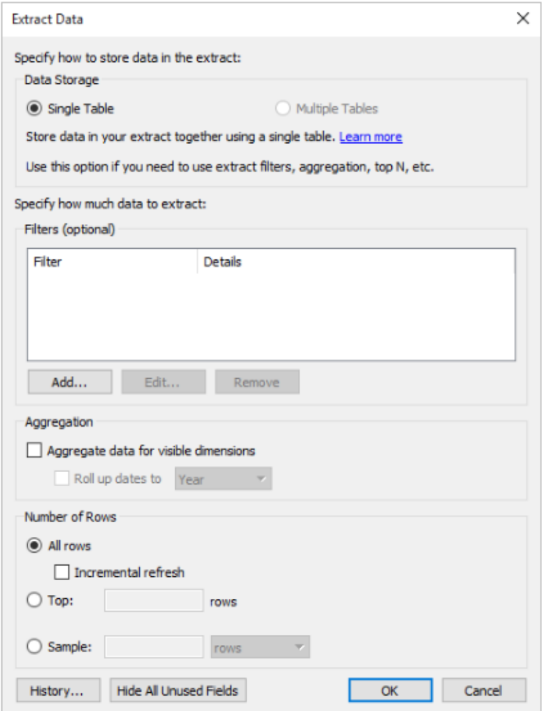 Extract Data
Specify how to store data in the extract:
Data Storage
Single Table Multiple Tables
Store data in your extract together using a single table. Learn more
Use this option if you need to use extract filters, aggregation, top N, etc.
Specify how much data to extract:
Filters (optional)
Filter Details
Add... Edit... Remove
Aggregation
Aggregate data for visible dimensions
Roll up dates to Year
Number of Rows
All rows
Incremental refresh
Top: rows
Sample: rows
History... Hide All Unused Fields OK Cancel